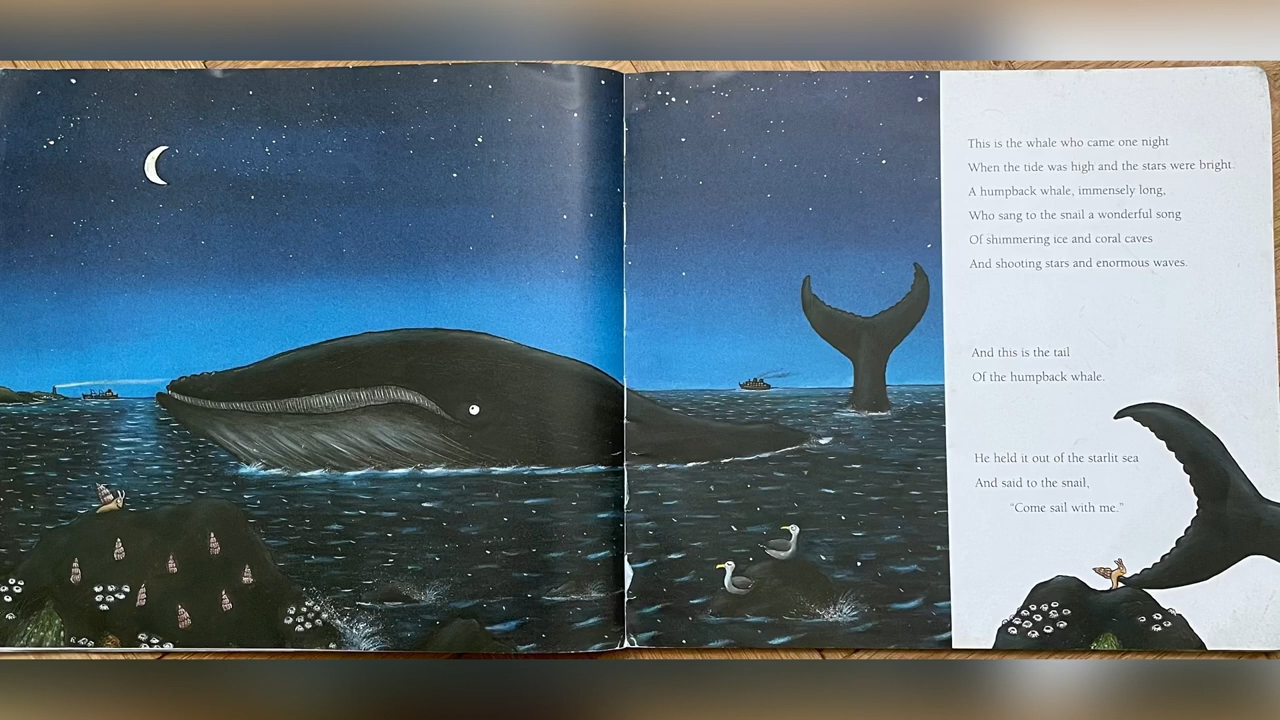 This is the whale who came one night
When the tide was high and the stars were bright.
A humpback whale, immensely long,
Who sang to the snail a wonderful song
Of shimmering ice and coral caves
And shooting stars and enormous waves.
And this is the tail
Of the humpback whale.
He held it out of the starlit sea
And said to the snail,
“Come sail with me.”